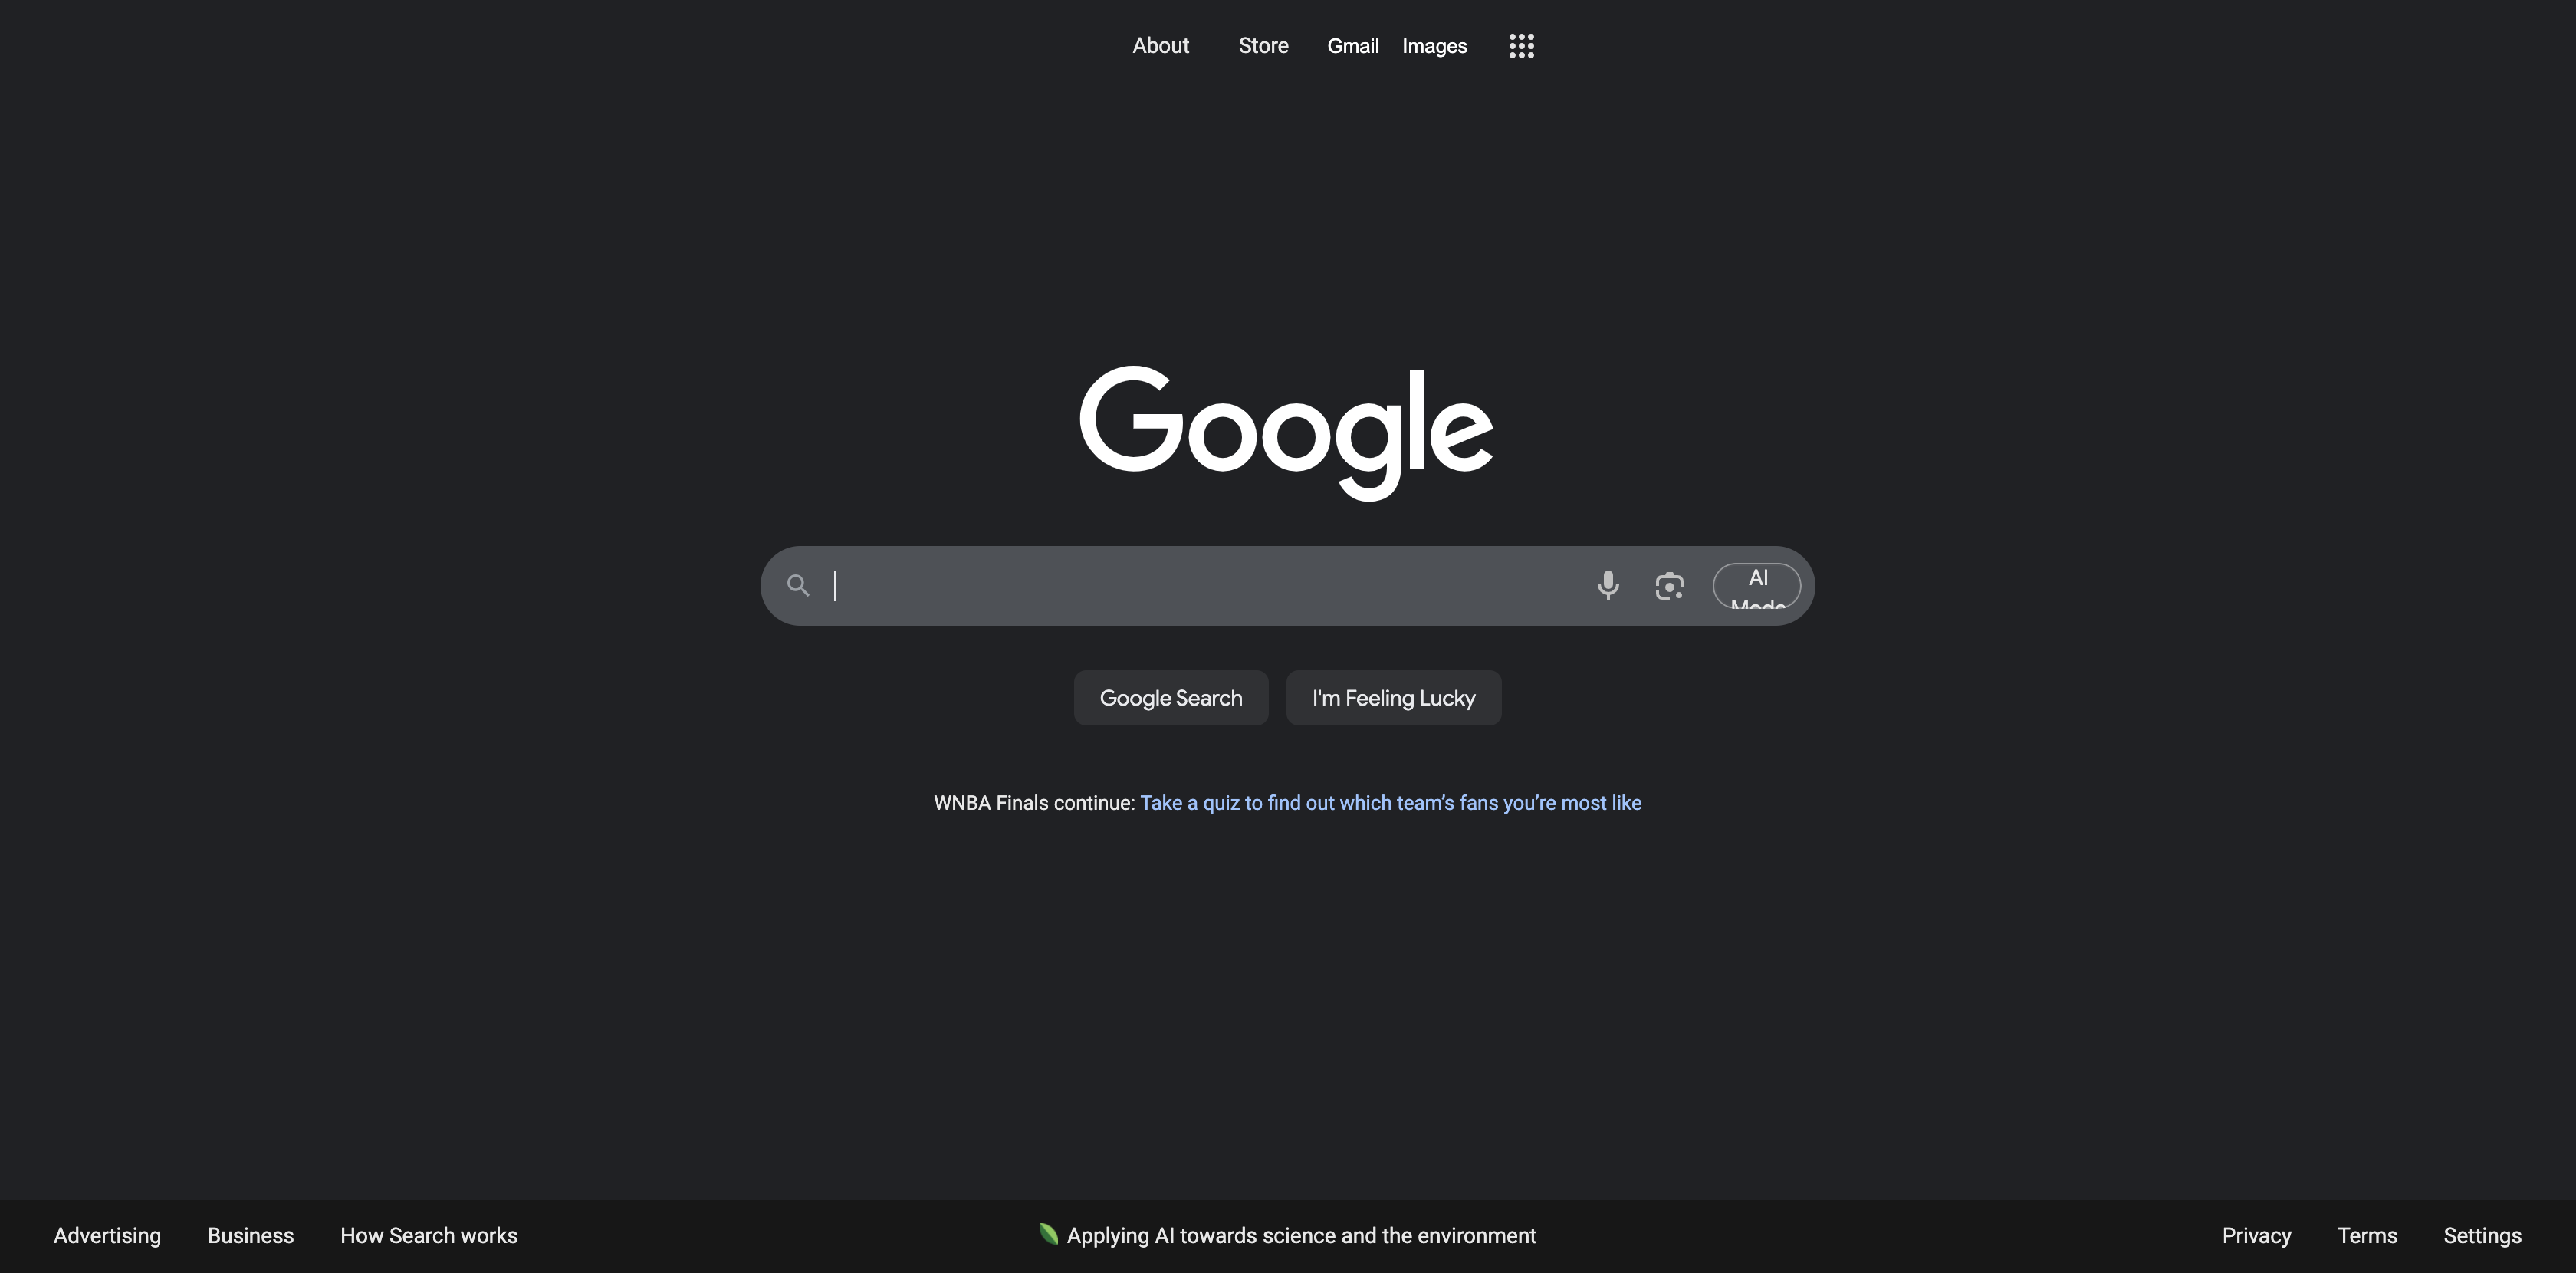 About Store Gmail Images
Google
AI
Mode
Google Search I'm Feeling Lucky
WNBA Finals continue: Take a quiz to find out which team’s fans you’re most like
Advertising Business How Search works Applying AI towards science and the environment Privacy Terms Settings